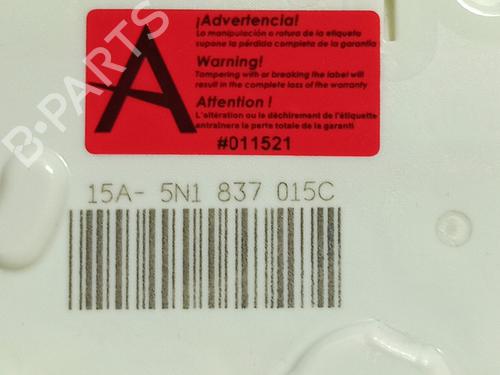 ¡Advertencia!
La manipulación o rotura de la etiqueta
supone la pérdida completa de la garantía
Warning!
Tampering with or breaking the label will
result in the complete loss of the warranty
Attention !
L'altération ou le déchirement de l'étiquette
entraînera la perte totale de la garanti
#011521
A
15A- 5N1 837 015C
B-PARTS